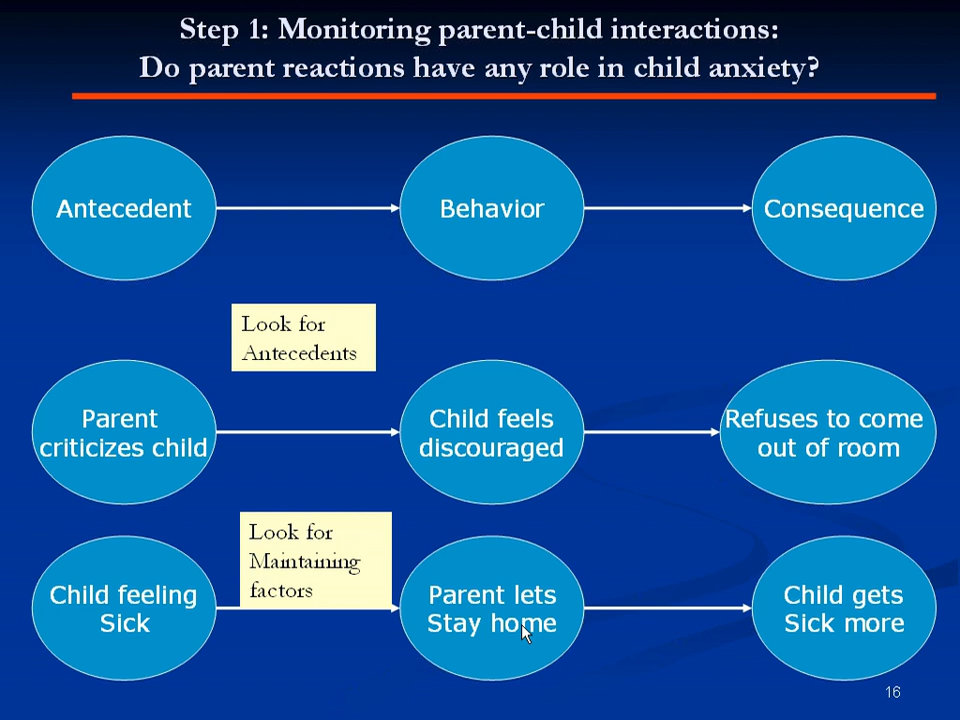 Step 1: Monitoring parent-child interactions:
Do parent reactions have any role in child anxiety?
Antecedent
Behavior
Consequence
Look for
Antecedents
Parent
criticizes child
Child feels
discouraged
Refuses to come
out of room
Look for
Maintaining
factors
Child feeling
Sick
Parent lets
Stay home
Child gets
Sick more
16